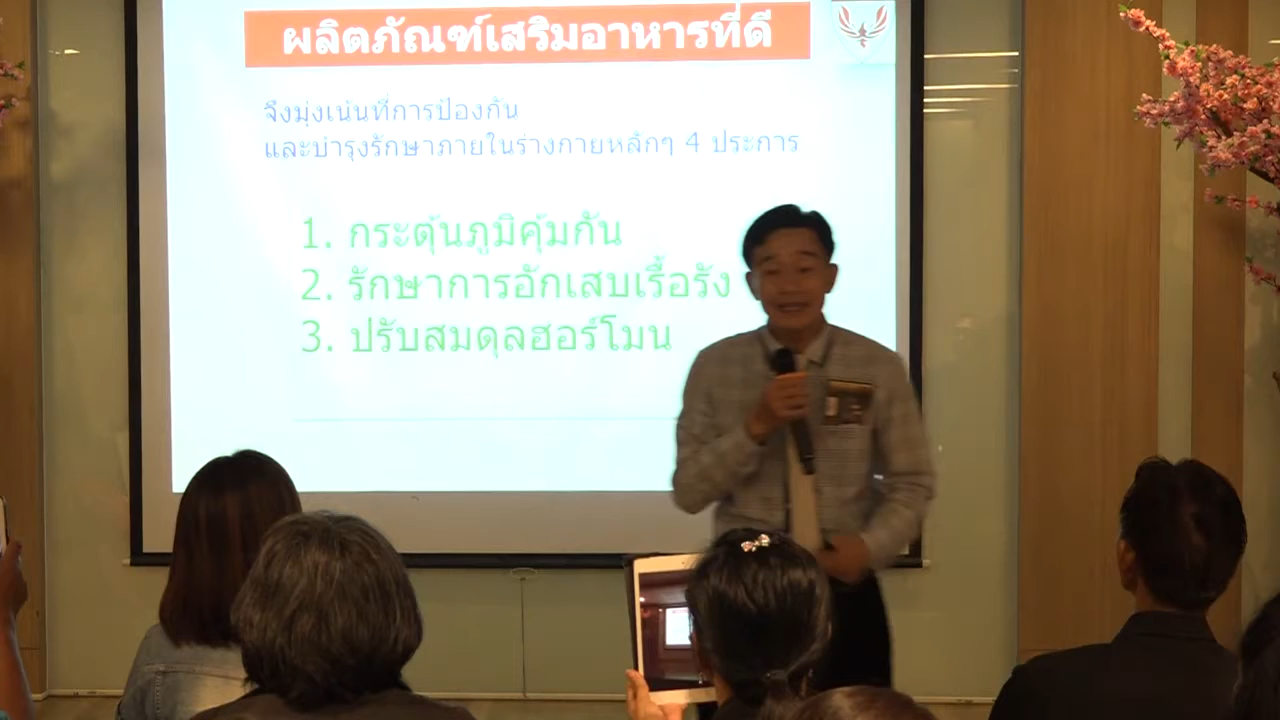 ผลิตภัณฑ์เสริมอาหารที่ดี
จึงมุ่งเน้นที่การป้องกัน
และบำรุงรักษาภายในร่างกายหลักๆ 4 ประการ
1. กระตุ้นภูมิคุ้มกัน
2. รักษาการอักเสบเรื้อรัง
3. ปรับสมดุลฮอร์โมน